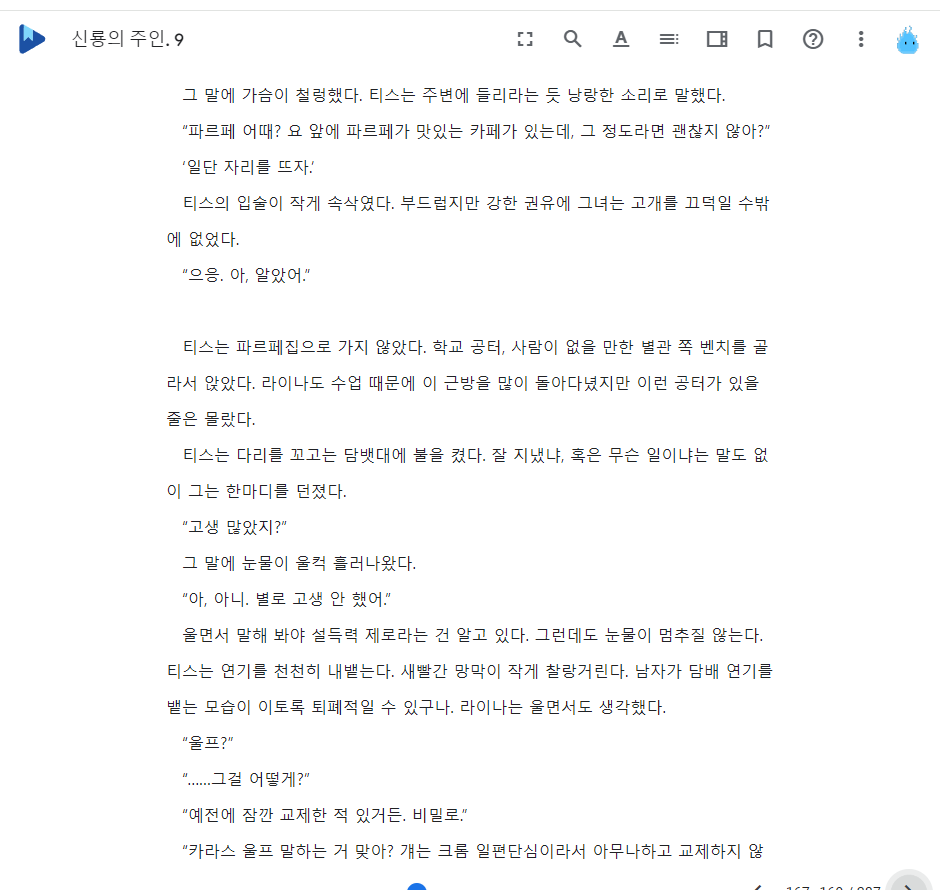 신룡의 주인. 9
그 말에 가슴이 철렁했다. 티스는 주변에 들리라는 듯 낭랑한 소리로 말했다.
“파르페 어때? 요 앞에 파르페가 맛있는 카페가 있는데, 그 정도라면 괜찮지 않아?”
‘일단 자리를 뜨자.’
티스의 입술이 작게 속삭였다. 부드럽지만 강한 권유에 그녀는 고개를 끄덕일 수밖
에 없었다.
“으응. 아, 알았어.”
티스는 파르페집으로 가지 않았다. 학교 공터, 사람이 없을 만한 별관 쪽 벤치를 골
라서 앉았다. 라이나도 수업 때문에 이 근방을 많이 돌아다녔지만 이런 공터가 있을
줄은 몰랐다.
티스는 다리를 꼬고는 담뱃대에 불을 켰다. 잘 지냈냐, 혹은 무슨 일이냐는 말도 없
이 그는 한마디를 던졌다.
“고생 많았지?”
그 말에 눈물이 울컥 흘러나왔다.
“아, 아니. 별로 고생 안 했어.”
울면서 말해 봐야 설득력 제로라는 건 알고 있다. 그런데도 눈물이 멈추질 않는다.
티스는 연기를 천천히 내뱉는다. 새빨간 망막이 작게 찰랑거린다. 남자가 담배 연기를
뱉는 모습이 이토록 퇴폐적일 수 있구나. 라이나는 울면서도 생각했다.
“울프?”
“……그걸 어떻게?”
“예전에 잠깐 교제한 적 있거든. 비밀로.”
“카라스 울프 말하는 거 맞아? 걔는 크롬 일편단심이라서 아무나하고 교제하지 않